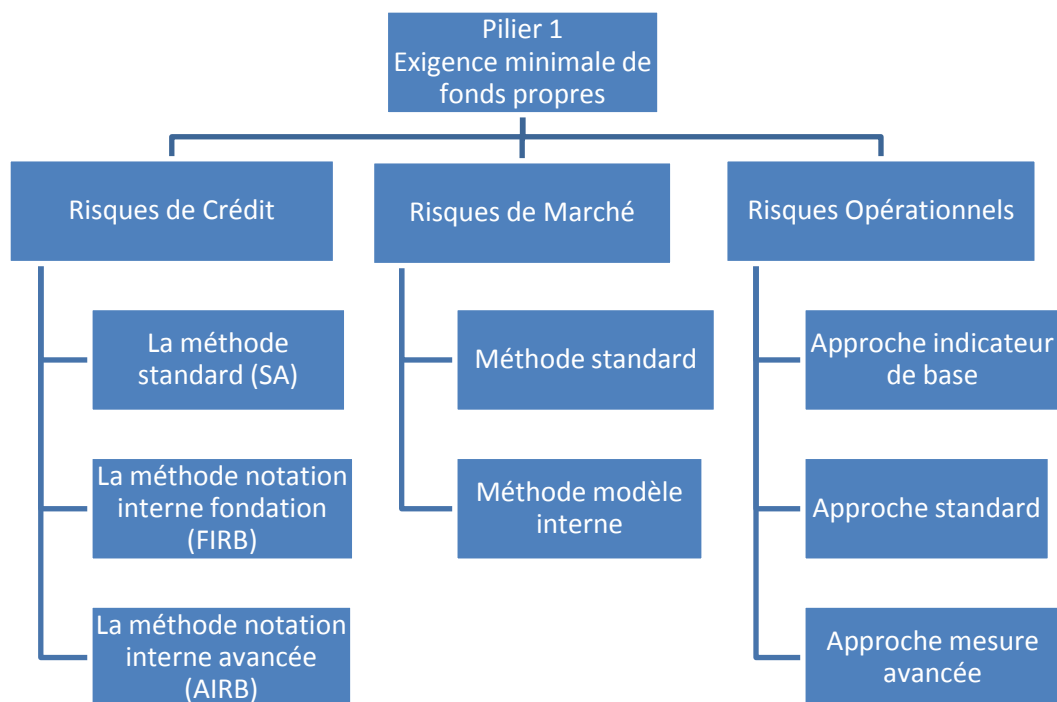 Pilier 1
Exigence minimale de
fonds propres
Risques de Crédit
Risques de Marché
Risques Opérationnels
La méthode
standard (SA)
La méthode notation
interne fondation
(FIRB)
La méthode notation
interne avancée
(AIRB)
Méthode standard
Méthode modèle
interne
Approche indicateur
de base
Approche standard
Approche mesure
avancée